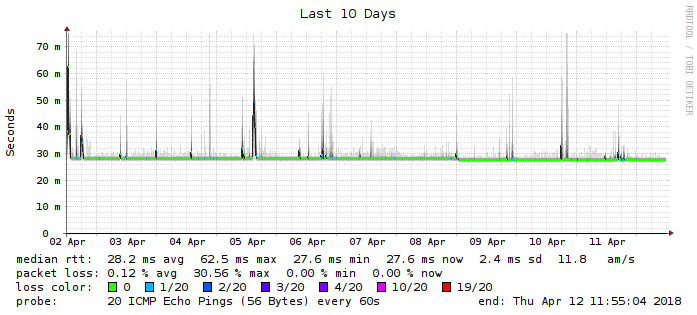 Last 10 Days
RRDTOOL / TOBI OETIKER
Seconds
70 m
60 m
50 m
40 m
30 m
20 m
10 m
0
02 Apr 03 Apr 04 Apr 05 Apr 06 Apr 07 Apr 08 Apr 09 Apr 10 Apr 11 Apr
median rtt: 28.2 ms avg 62.5 ms max 27.6 ms min 27.6 ms now 2.4 ms sd 11.8 am/s
packet loss: 0.12 % avg 30.56 % max 0.00 % min 0.00 % now
loss color: 0 1/20 2/20 3/20 4/20 10/20 19/20
probe: 20 ICMP Echo Pings (56 Bytes) every 60s end: Thu Apr 12 11:55:04 2018